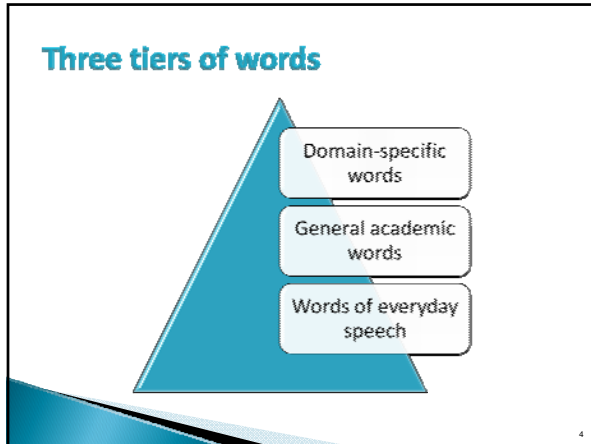 Three tiers of words
Domain-specific
words
General academic
words
Words of everyday
speech
4